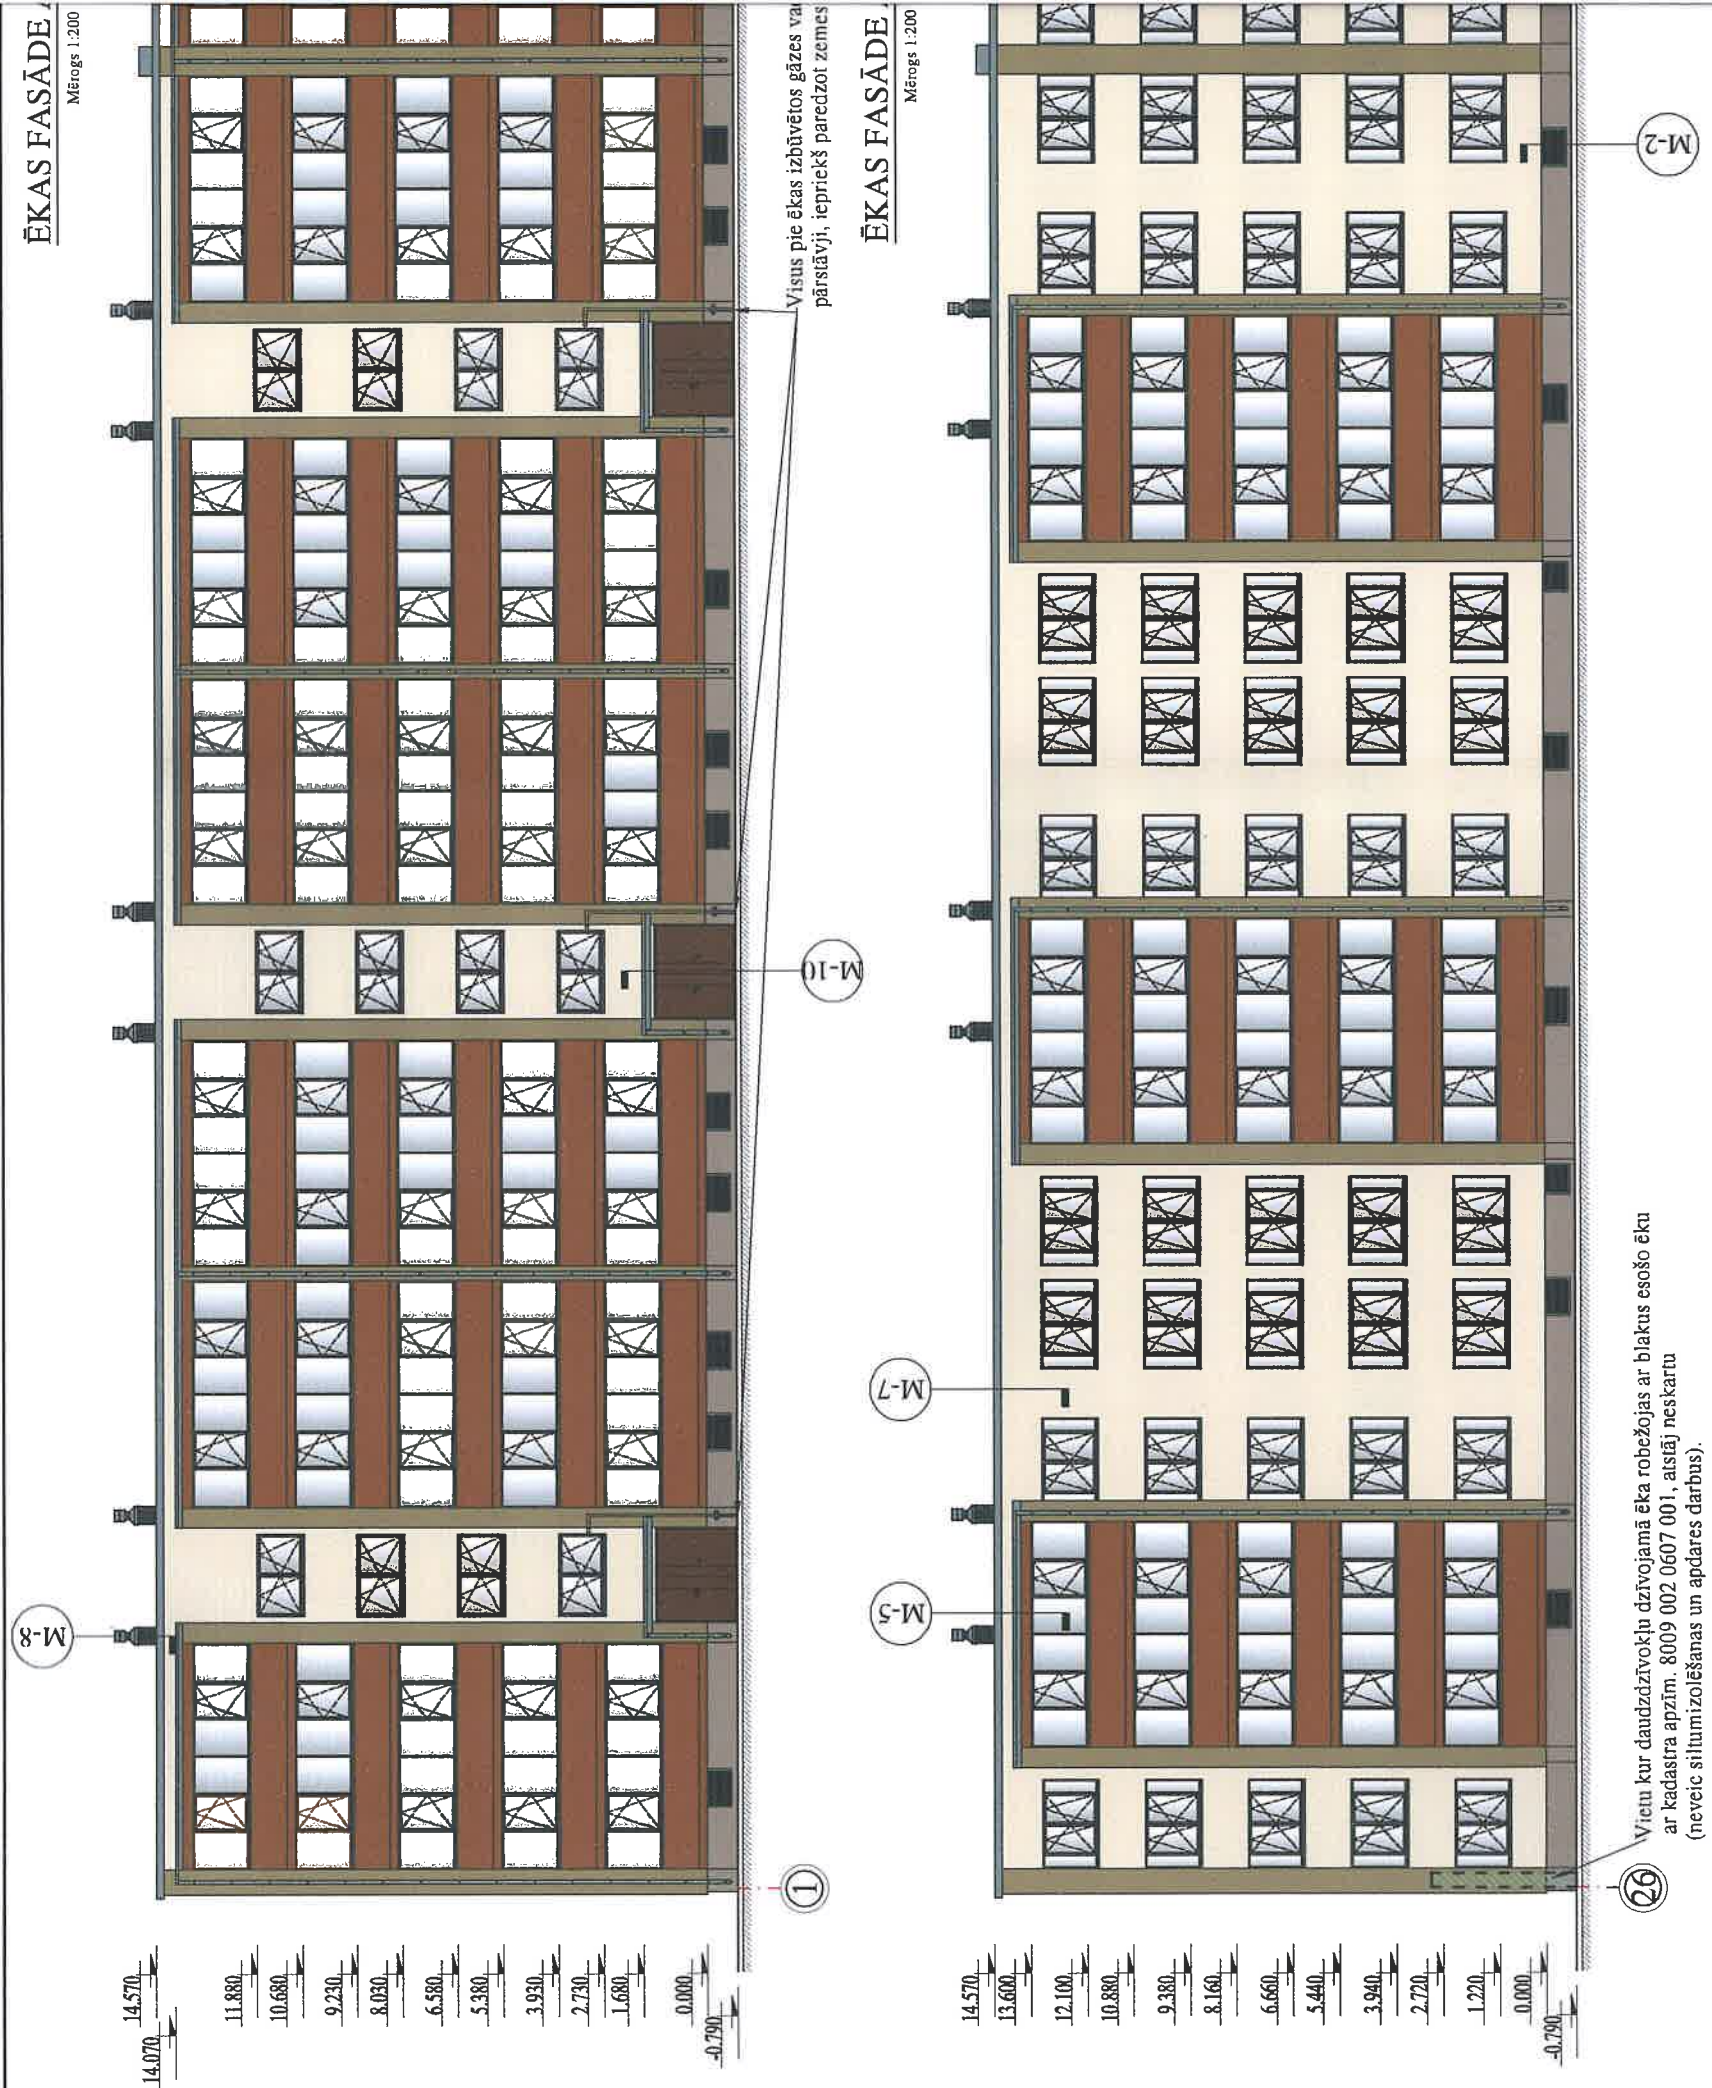 ĒKAS FASĀDE
Mērogs 1:200
M-8
M-10
Visus pie ēkas izbūvētos gāzes
pārstāvji, iepriekš paredzot zemes
1
14.570
14.070
11.880
10.680
9.230
8.030
6.580
5.380
3.930
2.730
1.680
0.000
-0.790
ĒKAS FASĀDE
Mērogs 1:200
M-5
M-7
M-2
26
Vietu kur daudzdzīvokļu dzīvojamā ēka robežojas ar blakus esošo ēku
ar kadastra apzīm. 8009 002 0607 001, atstāj neskartu
(neveic siltumizolēšanas un apdares darbus).
14.570
13.600
12.100
10.880
9.380
8.160
6.660
5.440
3.940
2.720
1.220
0.000
-0.790